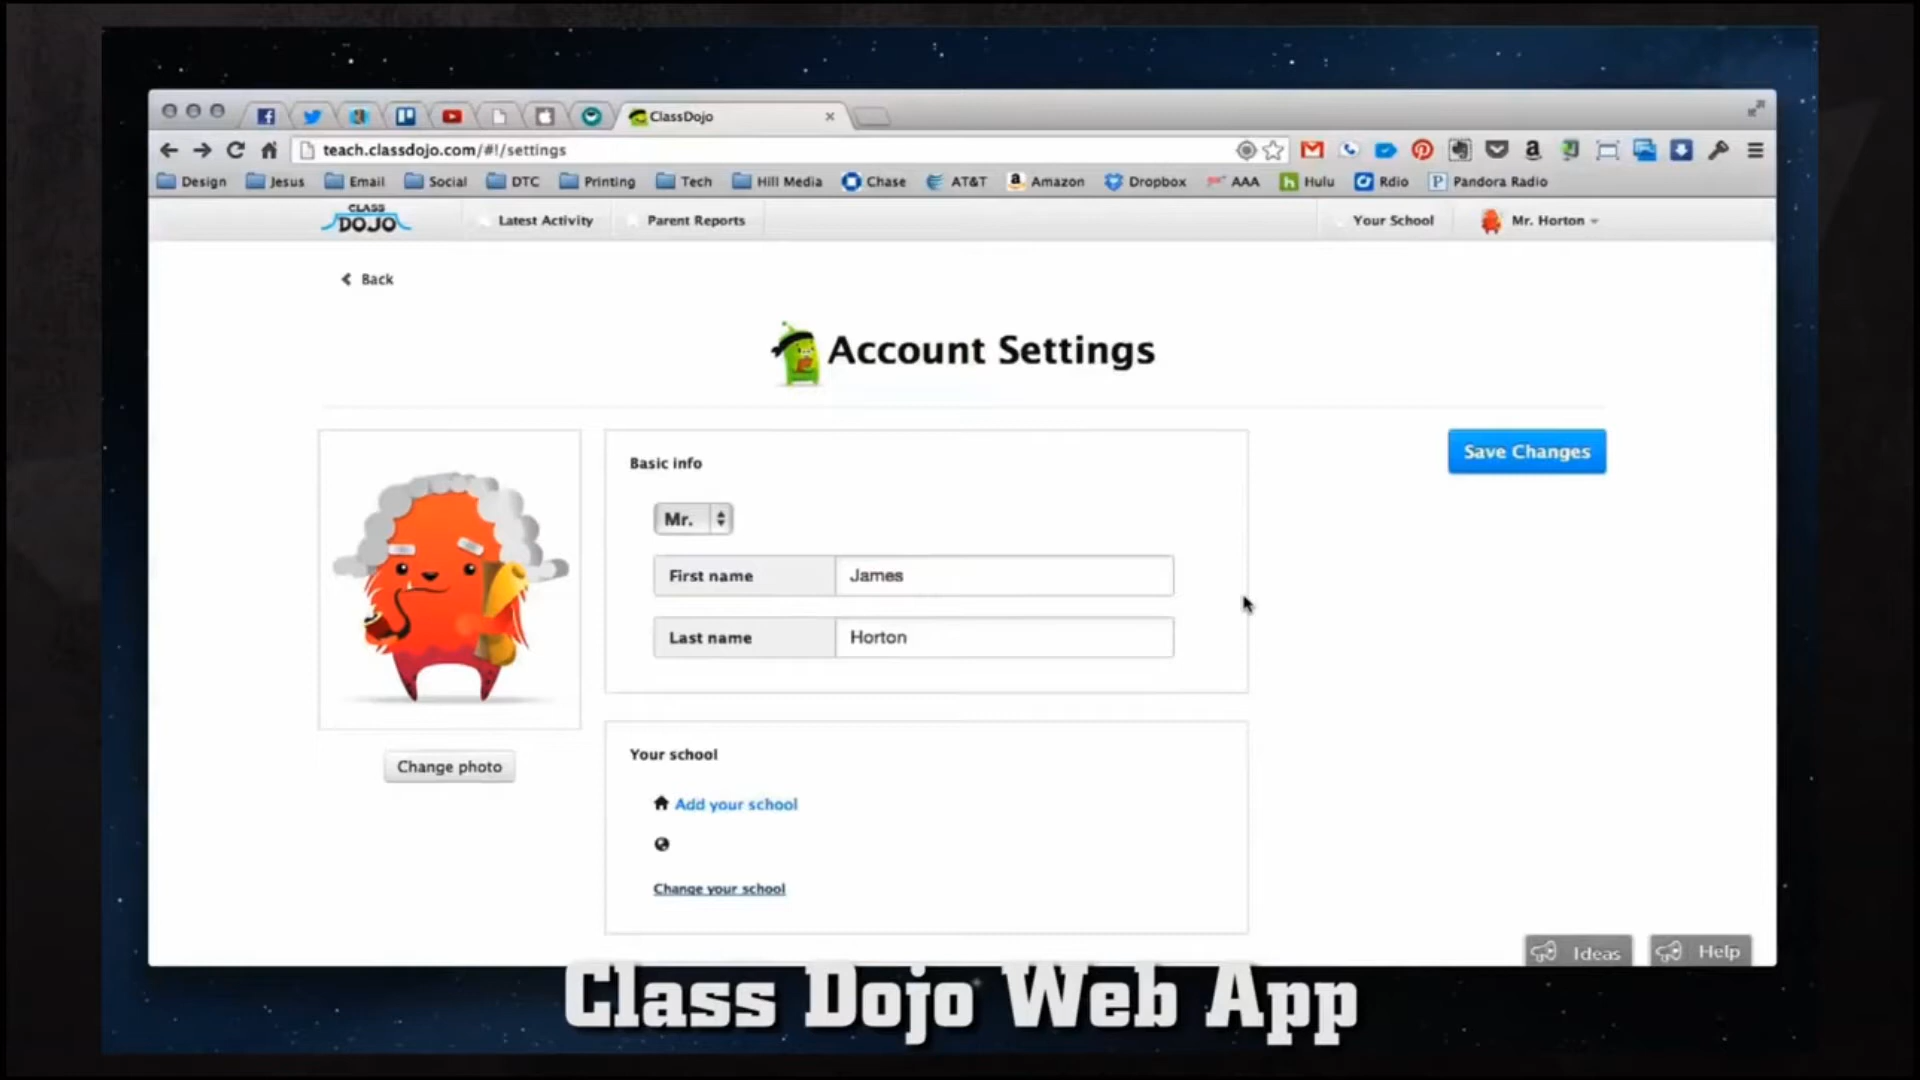 ClassDojo
teach.classdojo.com/#!/settings
Design Jesus Email Social DTC Printing Tech Hill Media Chase AT&T Amazon Dropbox AAA Hulu Rdio Pandora Radio
CLASS
DOJO
Latest Activity Parent Reports Your School Mr. Horton
Back
Account Settings
Save Changes
Basic info
Mr.
First name James
Last name Horton
Change photo
Your school
Add your school
Change your school
Ideas Help
Class Dojo Web App